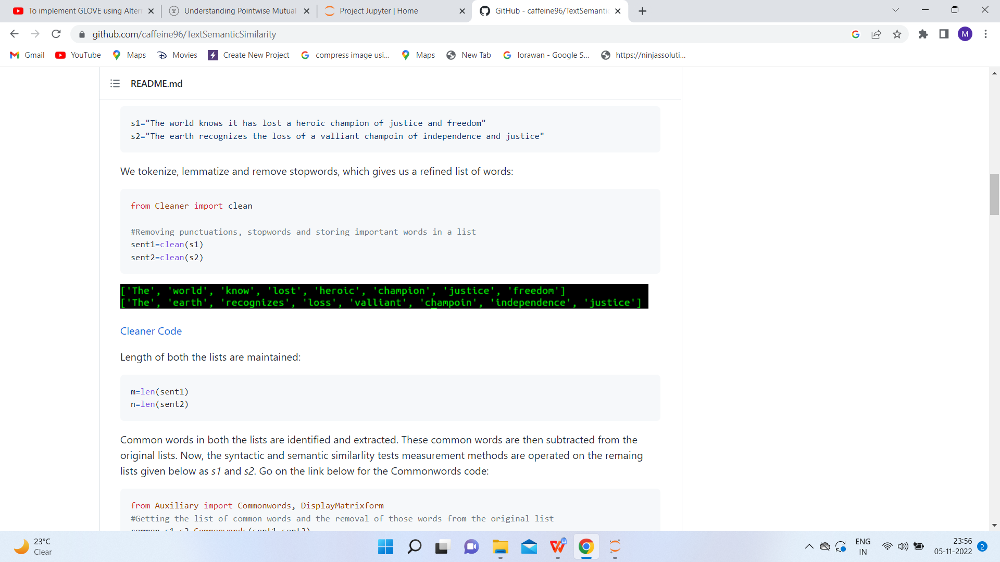 To implement GLOVE using Alter
Understanding Pointwise Mutual
Project Jupyter | Home
GitHub - caffeine96/TextSemantic
github.com/caffeine96/TextSemanticSimilarity
M
Gmail
YouTube
Maps
Movies
Create New Project
compress image usi...
Maps
New Tab
lorawan - Google S...
https://ninjassoluti...
README.md
s1="The world knows it has lost a heroic champion of justice and freedom"
s2="The earth recognizes the loss of a valliant champoin of independence and justice"
We tokenize, lemmatize and remove stopwords, which gives us a refined list of words:
from Cleaner import clean
#Removing punctuations, stopwords and storing important words in a list
sent1=clean(s1)
sent2=clean(s2)
['The', 'world', 'know', 'lost', 'heroic', 'champion', 'justice', 'freedom']
['The', 'earth', 'recognizes', 'loss', 'valliant', 'champoin', 'independence', 'justice']
Cleaner Code
Length of both the lists are maintained:
m=len(sent1)
n=len(sent2)
Common words in both the lists are identified and extracted. These common words are then subtracted from the
original lists. Now, the syntactic and semantic similarlity tests measurement methods are operated on the remaing
lists given below as s1 and s2. Go on the link below for the Commonwords code:
from Auxiliary import Commonwords, DisplayMatrixform
#Getting the list of common words and the removal of those words from the original list
common,s1,s2=Commonwords(sent1,sent2)
23°C
Clear
ENG
IN
23:56
05-11-2022
2